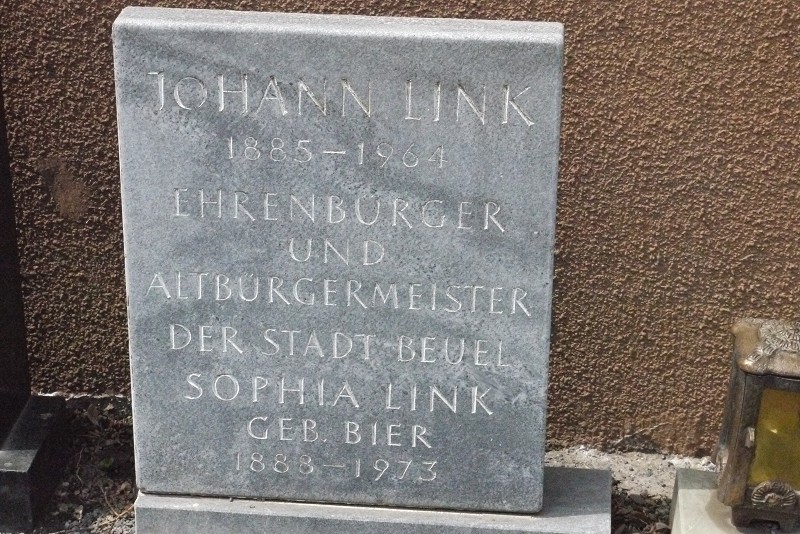 JOHANN LINK
1885-1964
EHRENBÜRGER
UND
ALTBÜRGERMEISTER
DER STADT BEUEL
SOPHIA LINK
GEB. BIER
1888-1973